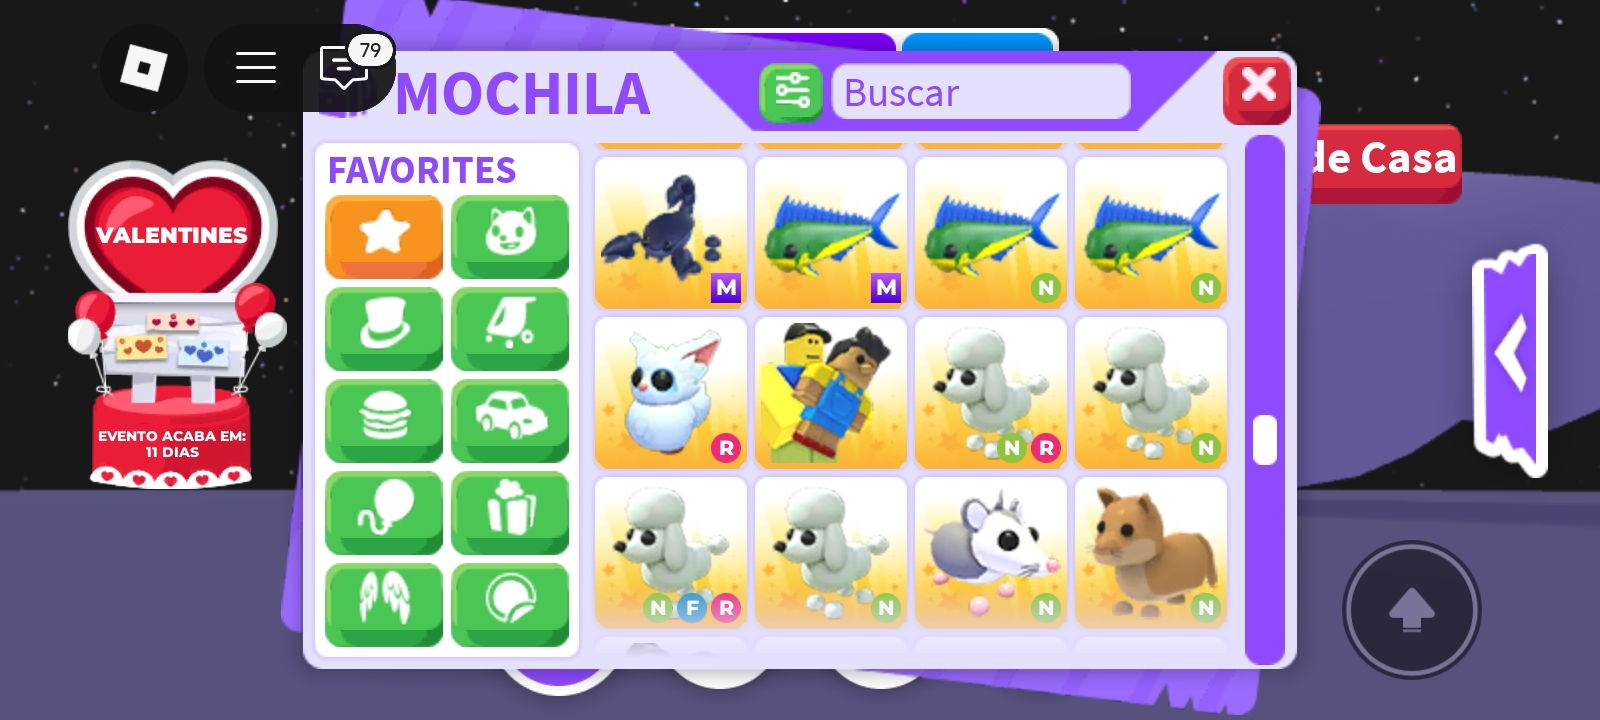 79
MOCHILA
Buscar
FAVORITES
de Casa
VALENTINES
EVENTO ACABA EM:
11 DIAS
M
M
N
N
R
N R
N
N F R
N
N
N